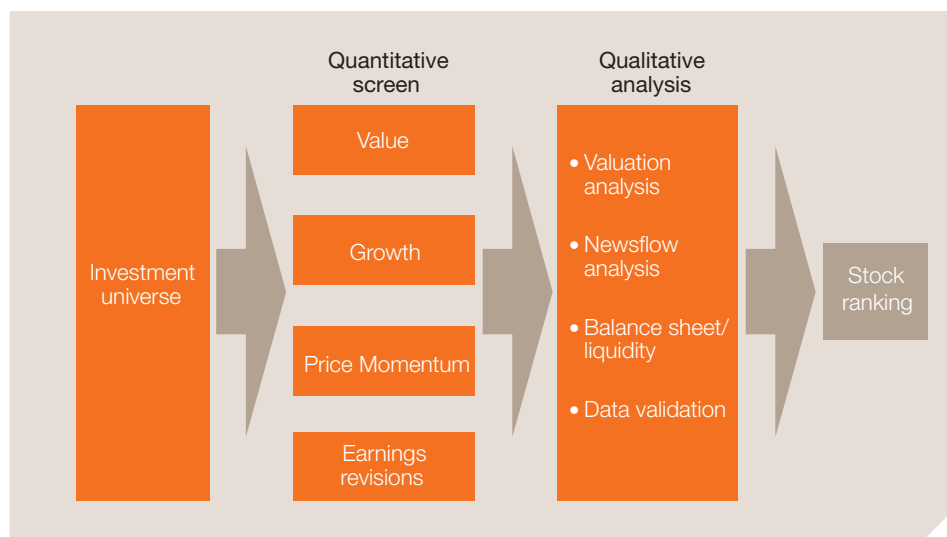 Quantitative
screen
Qualitative
analysis
Investment
universe
Value
Growth
Price Momentum
Earnings
revisions
• Valuation
analysis
• Newsflow
analysis
• Balance sheet/
liquidity
• Data validation
Stock
ranking